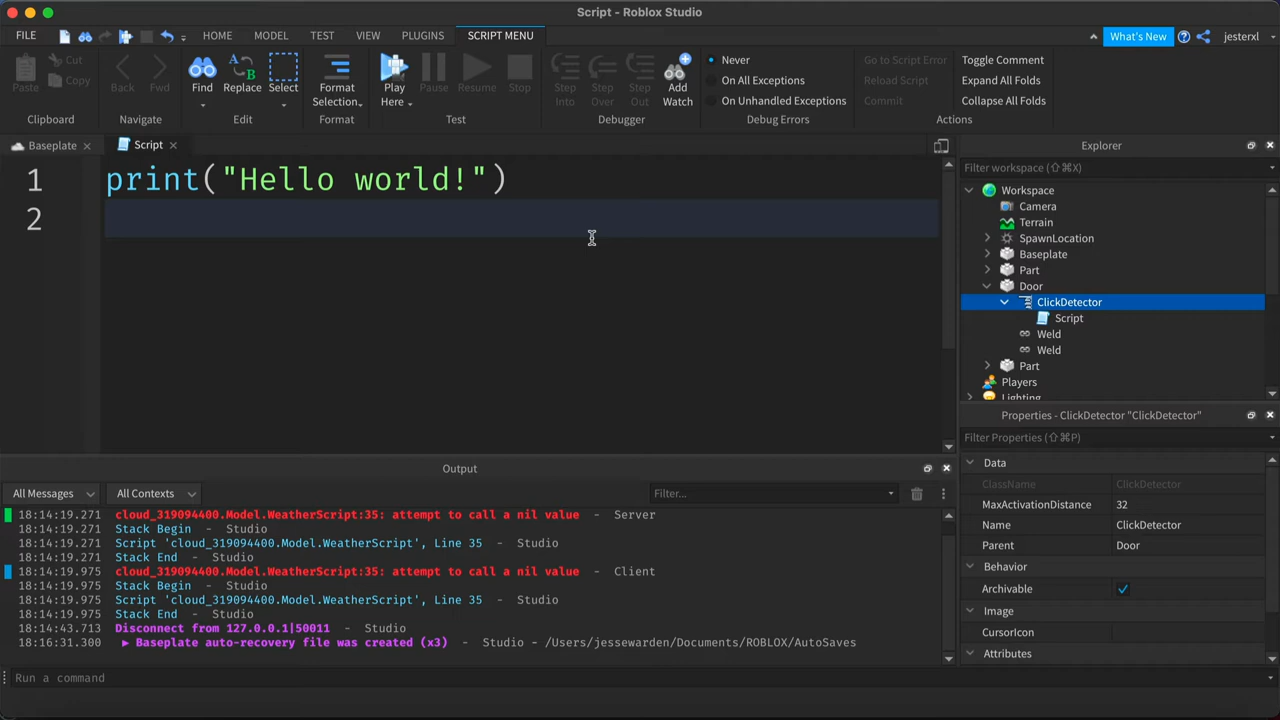 Script - Roblox Studio
FILE HOME MODEL TEST VIEW PLUGINS SCRIPT MENU What's New jesterxl
Paste Cut Copy Back Fwd Find Replace Select Format Selection Play Here Pause Resume Stop Step Into Step Over Step Out Add Watch
Never
On All Exceptions
On Unhandled Exceptions
Go to Script Error
Reload Script
Commit
Toggle Comment
Expand All Folds
Collapse All Folds
Clipboard Navigate Edit Format Test Debugger Debug Errors Actions
Baseplate Script
1 print("Hello world!")
2
Explorer
Filter workspace (⇧⌘X)
Workspace
Camera
Terrain
SpawnLocation
Baseplate
Part
Door
ClickDetector
Script
Weld
Weld
Part
Players
Lighting
Properties - ClickDetector "ClickDetector"
Filter Properties (⇧⌘P)
Data
ClassName ClickDetector
MaxActivationDistance 32
Name ClickDetector
Parent Door
Behavior
Archivable
Image
CursorIcon
Attributes
Output
All Messages All Contexts Filter...
18:14:19.271 cloud_319094400.Model.WeatherScript:35: attempt to call a nil value - Server
18:14:19.271 Stack Begin - Studio
18:14:19.271 Script 'cloud_319094400.Model.WeatherScript', Line 35 - Studio
18:14:19.271 Stack End - Studio
18:14:19.975 cloud_319094400.Model.WeatherScript:35: attempt to call a nil value - Client
18:14:19.975 Stack Begin - Studio
18:14:19.975 Script 'cloud_319094400.Model.WeatherScript', Line 35 - Studio
18:14:19.975 Stack End - Studio
18:14:43.713 Disconnect from 127.0.0.1|50011 - Studio
18:16:31.300 ▶ Baseplate auto-recovery file was created (x3) - Studio - /Users/jessewarden/Documents/ROBLOX/AutoSaves
Run a command